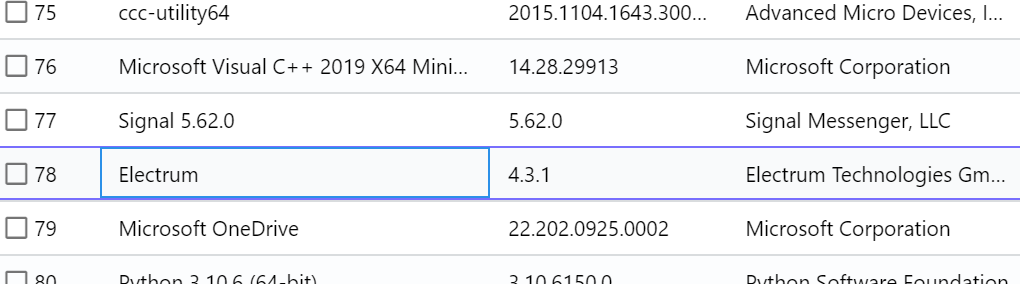 75 ccc-utility64 2015.1104.1643.300... Advanced Micro Devices, I...
76 Microsoft Visual C++ 2019 X64 Mini... 14.28.29913 Microsoft Corporation
77 Signal 5.62.0 5.62.0 Signal Messenger, LLC
78 Electrum 4.3.1 Electrum Technologies Gm...
79 Microsoft OneDrive 22.202.0925.0002 Microsoft Corporation
80 Python 3.10.6 (64-bit) 3.10.6150.0 Python Software Foundation